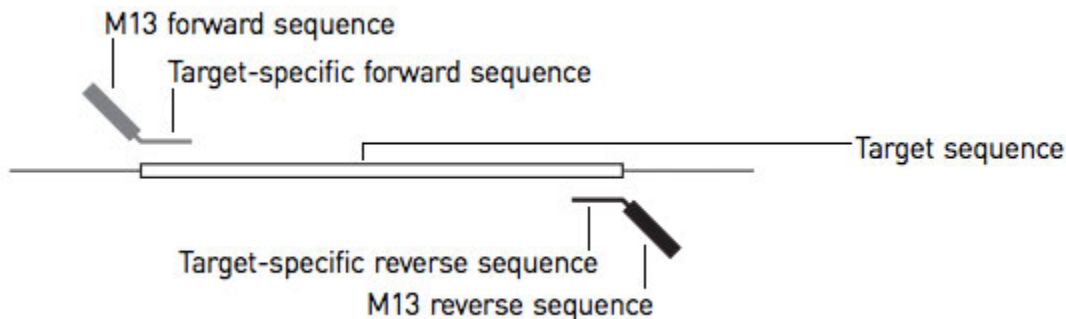 M13 forward sequence
Target-specific forward sequence
Target sequence
Target-specific reverse sequence
M13 reverse sequence